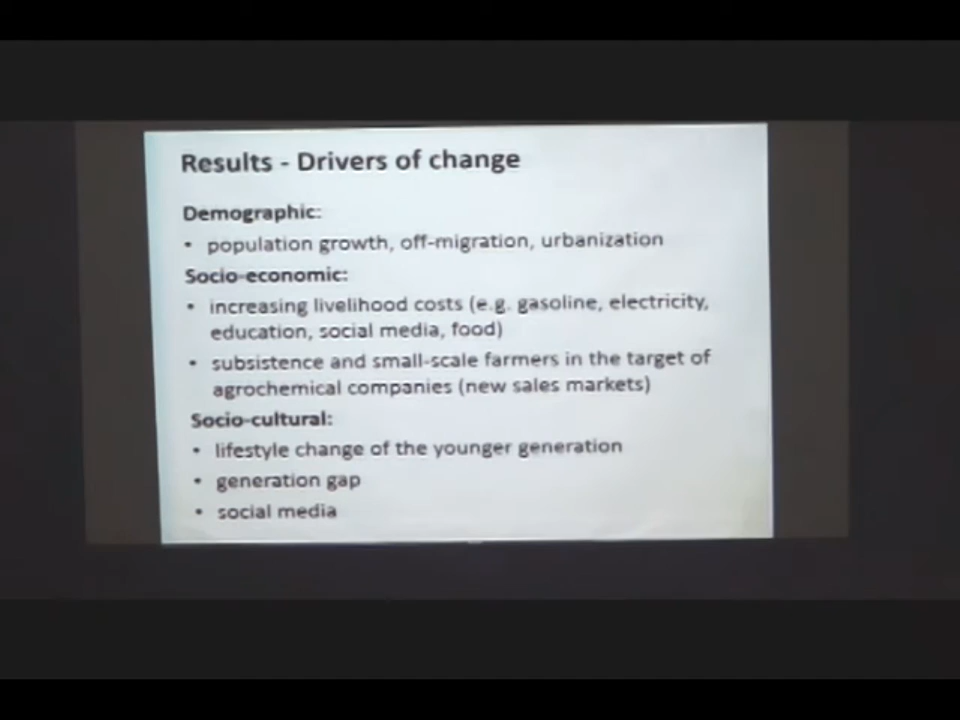 Results - Drivers of change
Demographic:
• population growth, off-migration, urbanization
Socio-economic:
• increasing livelihood costs (e.g. gasoline, electricity,
education, social media, food)
• subsistence and small-scale farmers in the target of
agrochemical companies (new sales markets)
Socio-cultural:
• lifestyle change of the younger generation
• generation gap
• social media